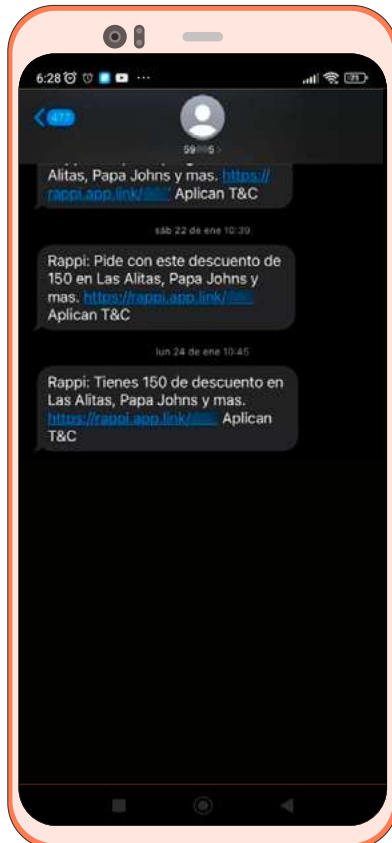 6:28
477
71
Alitas, Papa Johns y mas. https://
rappi.app.link/ Aplican T&C
sáb 22 de ene 10:39
Rappi: Pide con este descuento de
150 en Las Alitas, Papa Johns y
mas. https://rappi.app.link/
Aplican T&C
lun 24 de ene 10:45
Rappi: Tienes 150 de descuento en
Las Alitas, Papa Johns y mas.
https://rappi.app.link/ Aplican
T&C